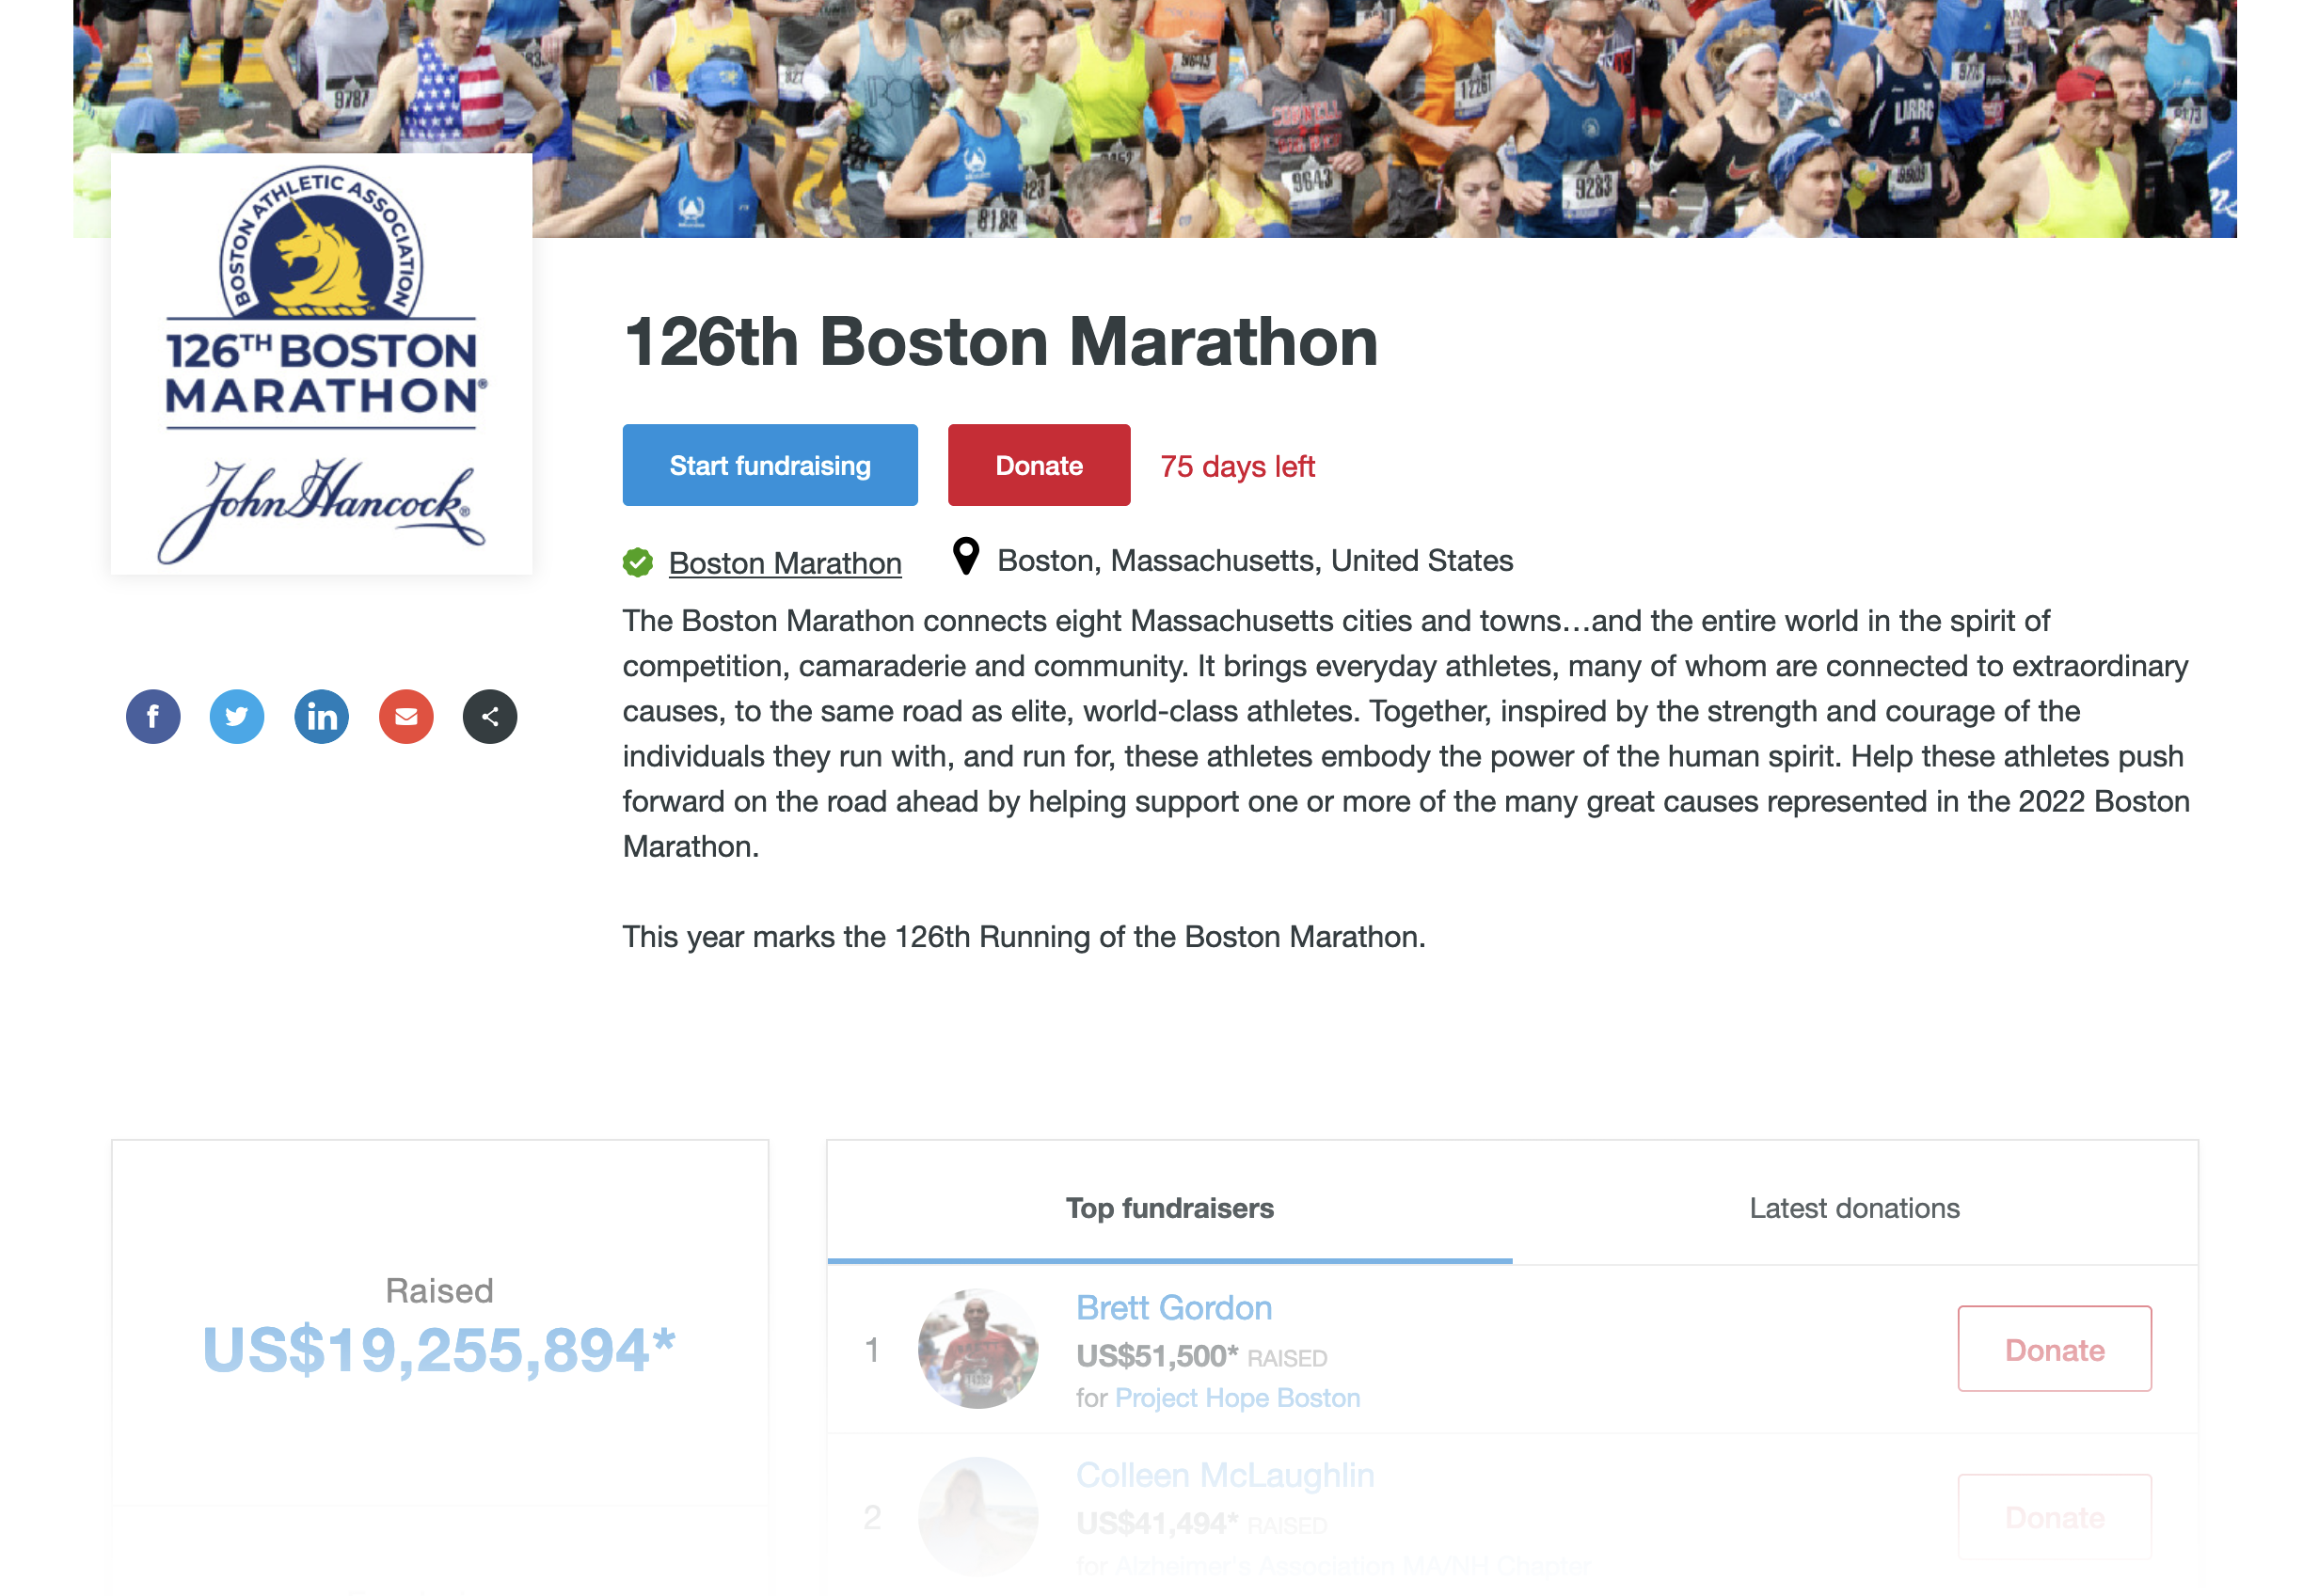 9787
9643
12261
9283
8188
BOSTON ATHLETIC ASSOCIATION
126TH BOSTON
MARATHON®
John Hancock®
126th Boston Marathon
Start fundraising
Donate
75 days left
Boston Marathon
Boston, Massachusetts, United States
f
in
The Boston Marathon connects eight Massachusetts cities and towns…and the entire world in the spirit of
competition, camaraderie and community. It brings everyday athletes, many of whom are connected to extraordinary
causes, to the same road as elite, world-class athletes. Together, inspired by the strength and courage of the
individuals they run with, and run for, these athletes embody the power of the human spirit. Help these athletes push
forward on the road ahead by helping support one or more of the many great causes represented in the 2022 Boston
Marathon.
This year marks the 126th Running of the Boston Marathon.
Raised
US$19,255,894*
Top fundraisers
Latest donations
1
Brett Gordon
US$51,500* RAISED
for Project Hope Boston
Donate
2
Colleen McLaughlin
US$41,494* RAISED
for Alzheimer's Association MA/NH Chapter
Donate